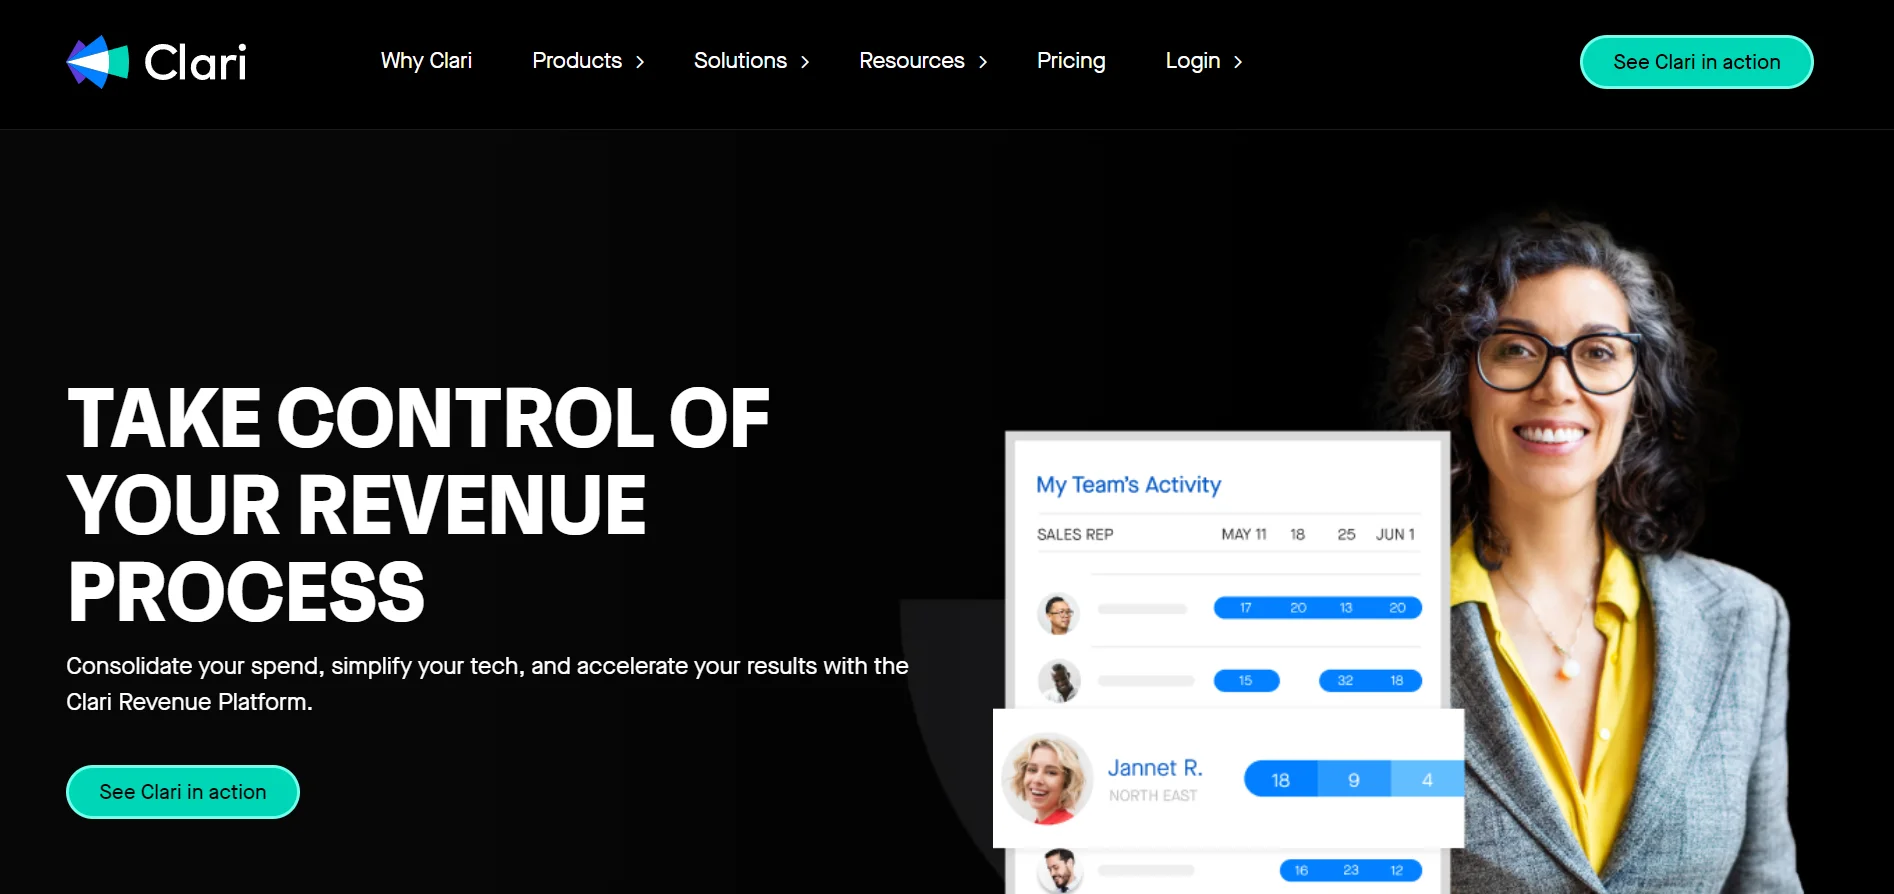 Clari
Why Clari Products Solutions Resources Pricing Login
See Clari in action
TAKE CONTROL OF
YOUR REVENUE
PROCESS
Consolidate your spend, simplify your tech, and accelerate your results with the
Clari Revenue Platform.
See Clari in action
My Team's Activity
SALES REP MAY 11 18 25 JUN 1
17 20 13 20
15 32 18
Jannet R.
NORTH EAST
18 9 4
16 23 12